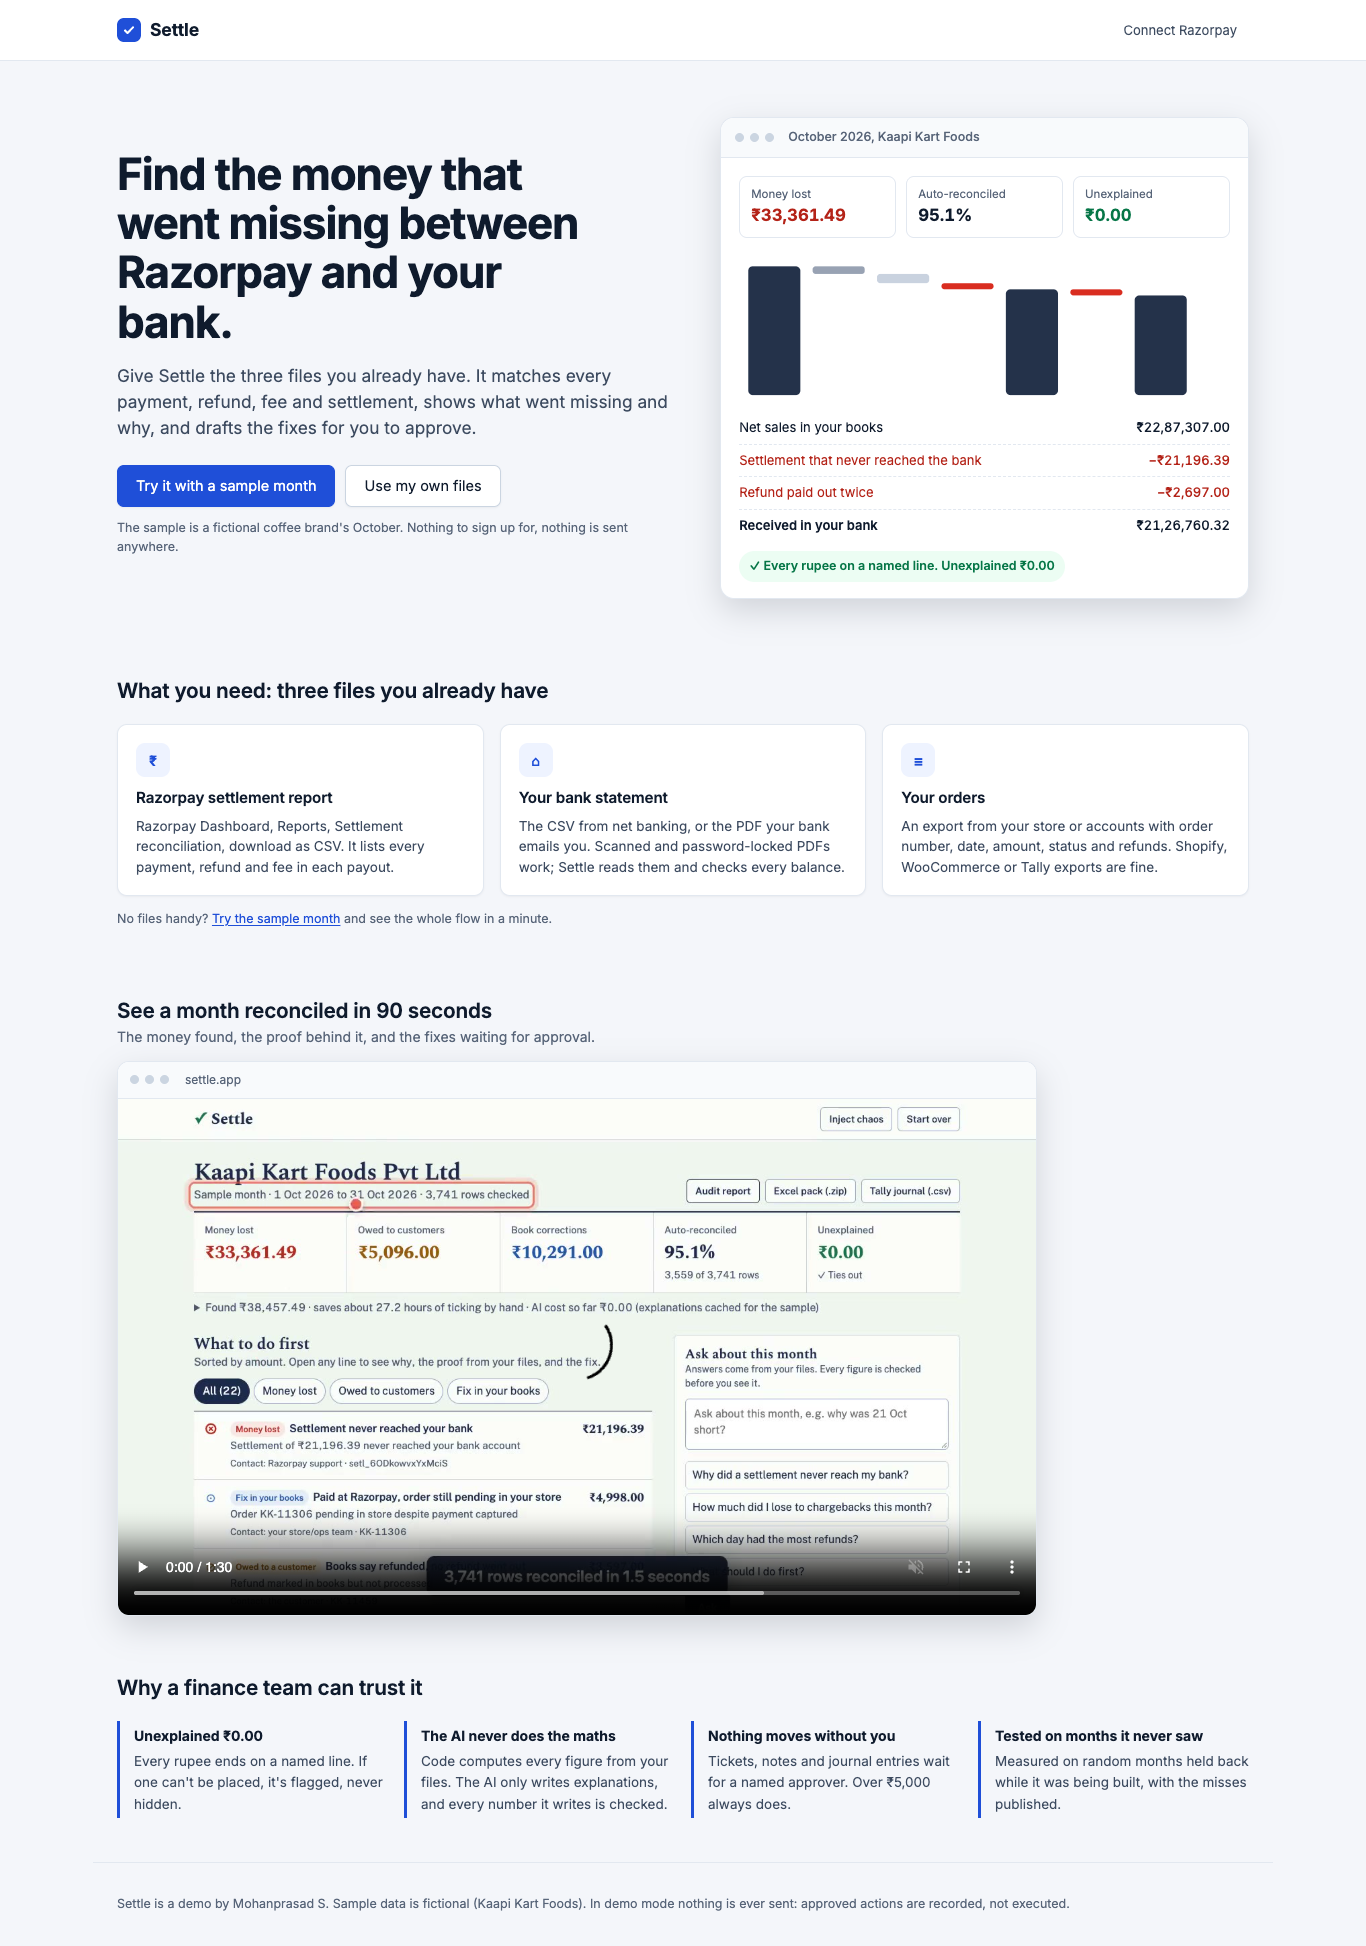 Settle
Connect Razorpay
Find the money that
went missing between
Razorpay and your
bank.
Give Settle the three files you already have. It matches every
payment, refund, fee and settlement, shows what went missing and
why, and drafts the fixes for you to approve.
Try it with a sample month
Use my own files
The sample is a fictional coffee brand's October. Nothing to sign up for, nothing is sent
anywhere.
October 2026, Kaapi Kart Foods
Money lost
₹33,361.49
Auto-reconciled
95.1%
Unexplained
₹0.00
Net sales in your books ₹22,87,307.00
Settlement that never reached the bank −₹21,196.39
Refund paid out twice −₹2,697.00
Received in your bank ₹21,26,760.32
✓ Every rupee on a named line. Unexplained ₹0.00
What you need: three files you already have
₹
Razorpay settlement report
Razorpay Dashboard, Reports, Settlement
reconciliation, download as CSV. It lists every
payment, refund and fee in each payout.
Your bank statement
The CSV from net banking, or the PDF your bank
emails you. Scanned and password-locked PDFs
work; Settle reads them and checks every balance.
Your orders
An export from your store or accounts with order
number, date, amount, status and refunds. Shopify,
WooCommerce or Tally exports are fine.
No files handy? Try the sample month and see the whole flow in a minute.
See a month reconciled in 90 seconds
The money found, the proof behind it, and the fixes waiting for approval.
settle.app
✓ Settle
Inject chaos
Start over
Kaapi Kart Foods Pvt Ltd
Sample month · 1 Oct 2026 to 31 Oct 2026 · 3,741 rows checked
Audit report
Excel pack (.zip)
Tally journal (.csv)
Money lost
₹33,361.49
Owed to customers
₹5,096.00
Book corrections
₹10,291.00
Auto-reconciled
95.1%
3,559 of 3,741 rows
Unexplained
₹0.00
✓ Ties out
▶ Found ₹38,457.49 · saves about 27.2 hours of ticking by hand · AI cost so far ₹0.00 (explanations cached for the sample)
What to do first
Sorted by amount. Open any line to see why, the proof from your files, and the fix.
All (22)
Money lost
Owed to customers
Fix in your books
Money lost Settlement never reached your bank ₹21,196.39
Settlement of ₹21,196.39 never reached your bank account
Contact: Razorpay support · setl_6ODkowvxYxMciS
Fix in your books Paid at Razorpay, order still pending in your store ₹4,998.00
Order KK-11306 pending in store despite payment captured
Contact: your store/ops team · KK-11306
Owed to a customer Books say refunded
Refund marked in books but not
Ask about this month
Answers come from your files. Every figure is checked
before you see it.
Ask about this month, e.g. why was 21 Oct
short?
Why did a settlement never reach my bank?
How much did I lose to chargebacks this month?
Which day had the most refunds?
should I do first?
3,741 rows reconciled in 1.5 seconds
0:00 / 1:30
Why a finance team can trust it
Unexplained ₹0.00
Every rupee ends on a named line. If
one can't be placed, it's flagged, never
hidden.
The AI never does the maths
Code computes every figure from your
files. The AI only writes explanations,
and every number it writes is checked.
Nothing moves without you
Tickets, notes and journal entries wait
for a named approver. Over ₹5,000
always does.
Tested on months it never saw
Measured on random months held back
while it was being built, with the misses
published.
Settle is a demo by Mohanprasad S. Sample data is fictional (Kaapi Kart Foods). In demo mode nothing is ever sent: approved actions are recorded, not executed.